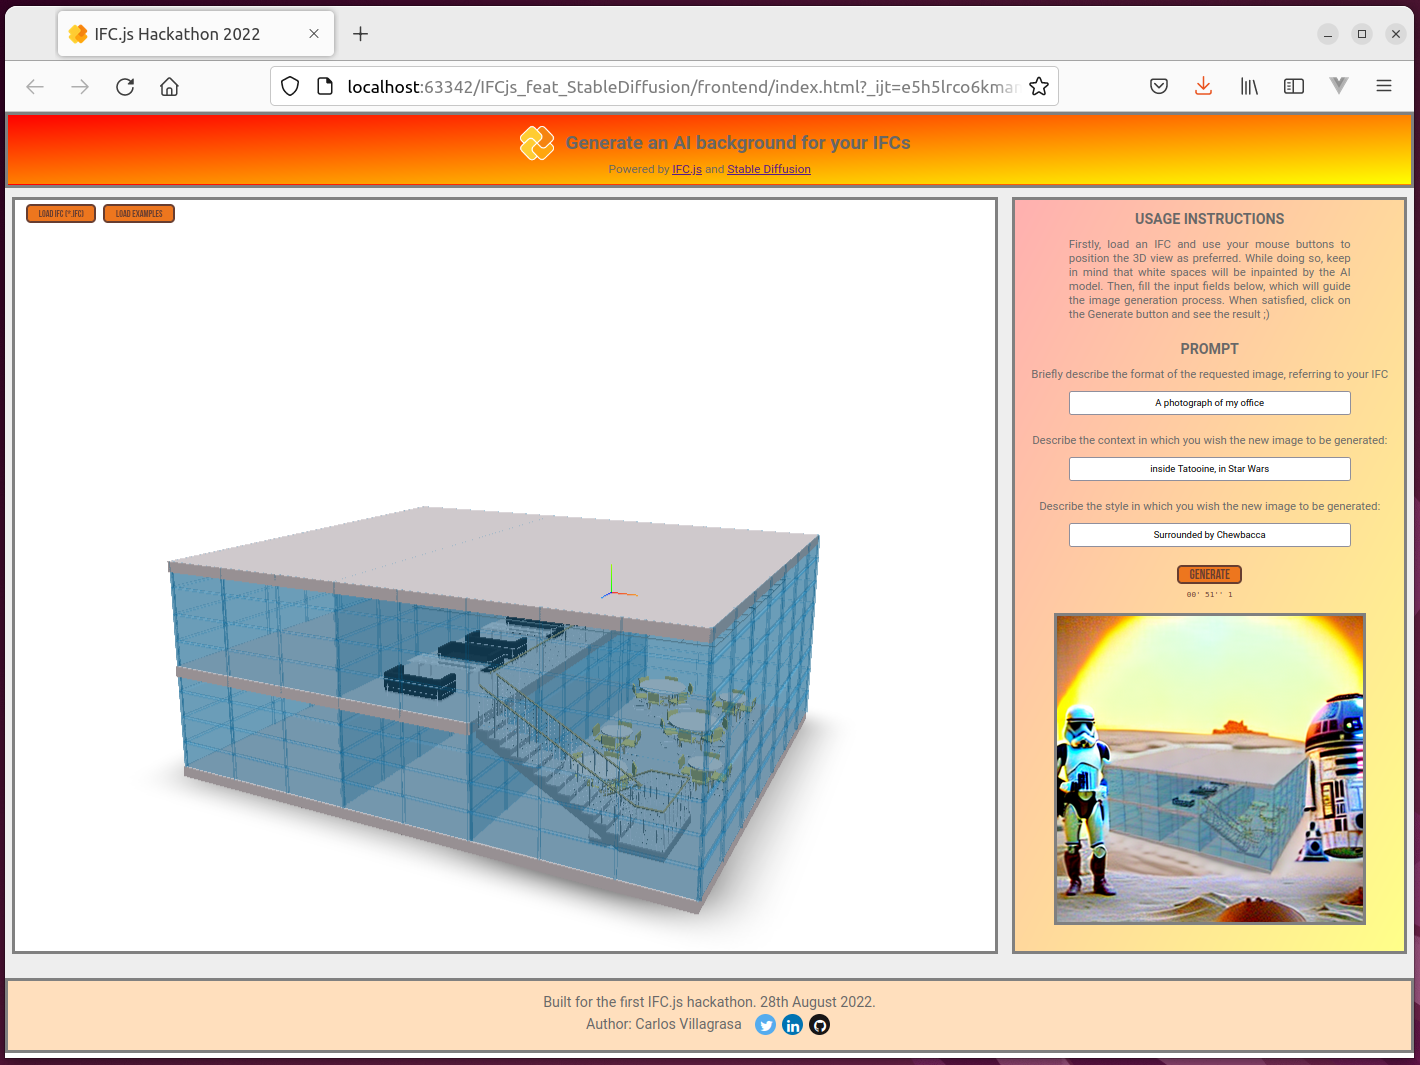 IFC.js Hackathon 2022
localhost:63342/IFCjs_feat_StableDiffusion/frontend/index.html?_ijt=e5h5lrco6kmar
Generate an AI background for your IFCs
Powered by IFC.js and Stable Diffusion
LOAD IFC (*.IFC)
LOAD EXAMPLES
USAGE INSTRUCTIONS
Firstly, load an IFC and use your mouse buttons to
position the 3D view as preferred. While doing so, keep
in mind that white spaces will be inpainted by the AI
model. Then, fill the input fields below, which will guide
the image generation process. When satisfied, click on
the Generate button and see the result ;)
PROMPT
Briefly describe the format of the requested image, referring to your IFC
A photograph of my office
Describe the context in which you wish the new image to be generated:
inside Tatooine, in Star Wars
Describe the style in which you wish the new image to be generated:
Surrounded by Chewbacca
GENERATE
00' 51'' 1
Built for the first IFC.js hackathon. 28th August 2022.
Author: Carlos Villagrasa